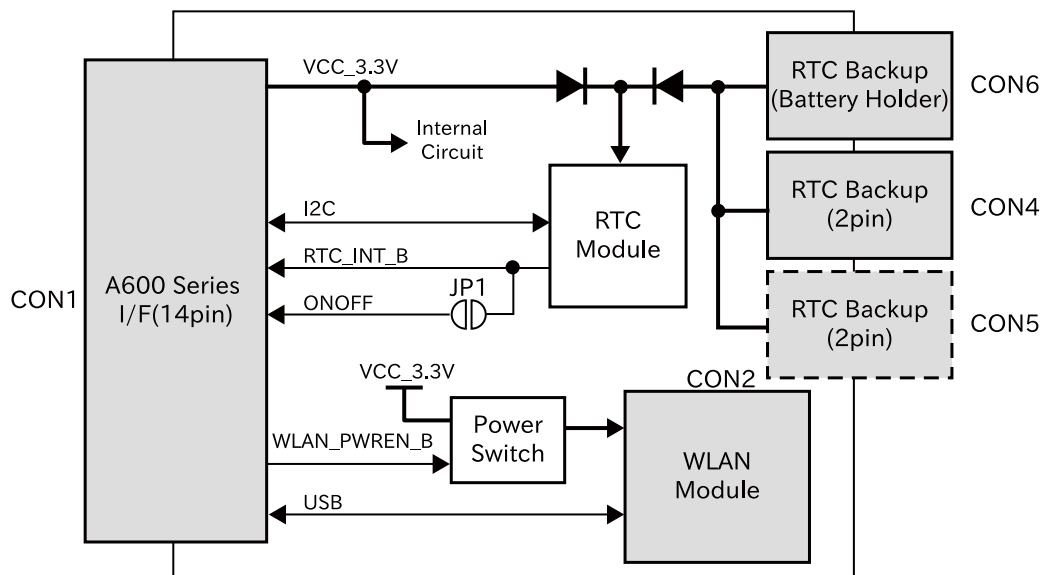 VCC_3.3V
RTC Backup
(Battery Holder)
CON6
Internal
Circuit
RTC Backup
(2pin)
CON4
I2C
RTC
Module
RTC_INT_B
A600 Series
I/F(14pin)
CON1
JP1
ONOFF
RTC Backup
(2pin)
CON5
VCC_3.3V
CON2
Power
Switch
WLAN_PWREN_B
WLAN
Module
USB